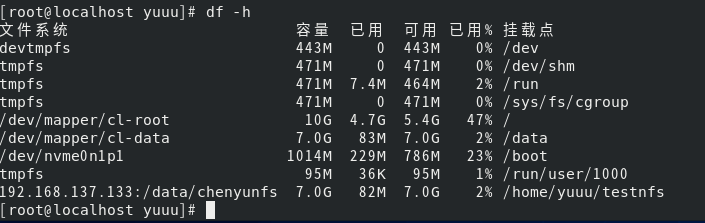 [root@localhost yuuu]# df -h
文件系统 容量 已用 可用 已用% 挂载点
devtmpfs 443M 0 443M 0% /dev
tmpfs 471M 0 471M 0% /dev/shm
tmpfs 471M 7.4M 464M 2% /run
tmpfs 471M 0 471M 0% /sys/fs/cgroup
/dev/mapper/cl-root 10G 4.7G 5.4G 47% /
/dev/mapper/cl-data 7.0G 83M 7.0G 2% /data
/dev/nvme0n1p1 1014M 229M 786M 23% /boot
tmpfs 95M 36K 95M 1% /run/user/1000
192.168.137.133:/data/chenyunfs 7.0G 82M 7.0G 2% /home/yuuu/testnfs
[root@localhost yuuu]#